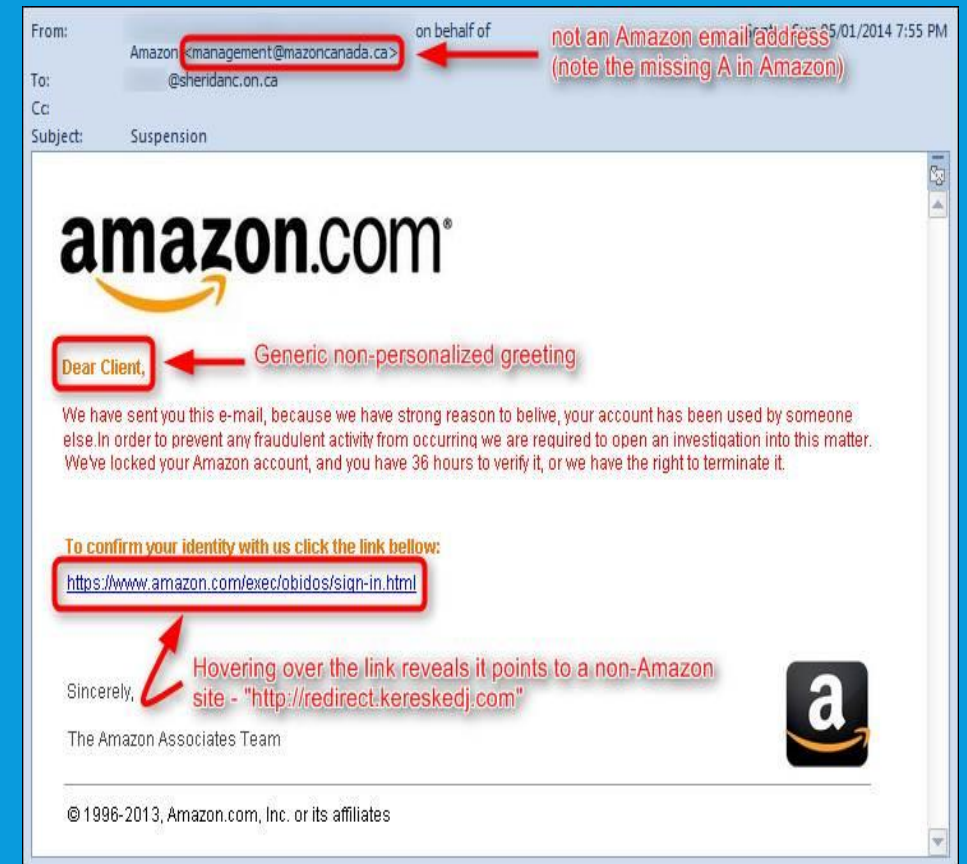 From:
on behalf of
Amazon <management@mazoncanada.ca>
not an Amazon email address
(note the missing A in Amazon)
Sun 05/01/2014 7:55 PM
To:
@sheridanc.on.ca
Cc:
Subject: Suspension
amazon.com®
Dear Client,
Generic non-personalized greeting
We have sent you this e-mail, because we have strong reason to belive, your account has been used by someone
else.In order to prevent any fraudulent activity from occurring we are required to open an investigation into this matter.
We've locked your Amazon account, and you have 36 hours to verify it, or we have the right to terminate it.
To confirm your identity with us click the link bellow:
https://www.amazon.com/exec/obidos/sign-in.html
Hovering over the link reveals it points to a non-Amazon
site - "http://redirect.kereskedj.com"
Sincerely,
The Amazon Associates Team
a
© 1996-2013, Amazon.com, Inc. or its affiliates